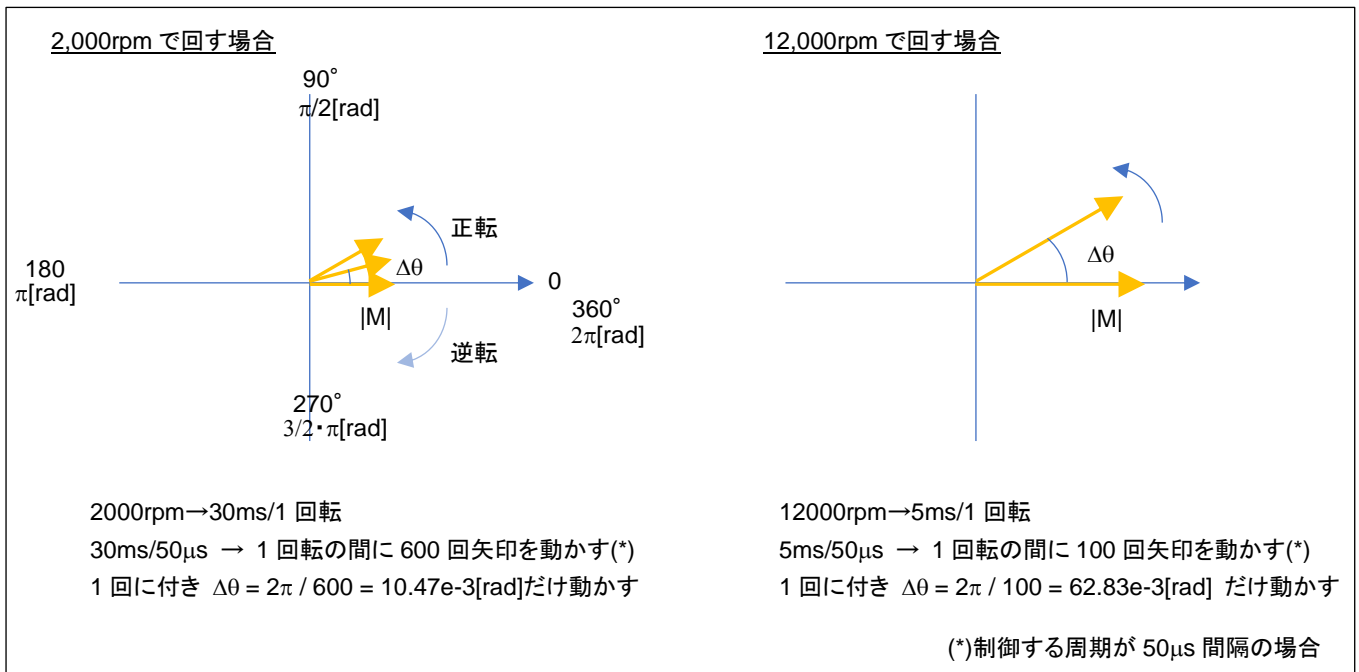 2,000rpm で回す場合
90°
π/2[rad]
正転
Δθ
180
π[rad]
0
360°
2π[rad]
|M|
逆転
270°
3/2・π[rad]
2000rpm→30ms/1 回転
30ms/50μs → 1 回転の間に 600 回矢印を動かす(*)
1 回に付き Δθ = 2π / 600 = 10.47e-3[rad]だけ動かす
12,000rpm で回す場合
Δθ
|M|
12000rpm→5ms/1 回転
5ms/50μs → 1 回転の間に 100 回矢印を動かす(*)
1 回に付き Δθ = 2π / 100 = 62.83e-3[rad] だけ動かす
(*)制御する周期が 50μs 間隔の場合